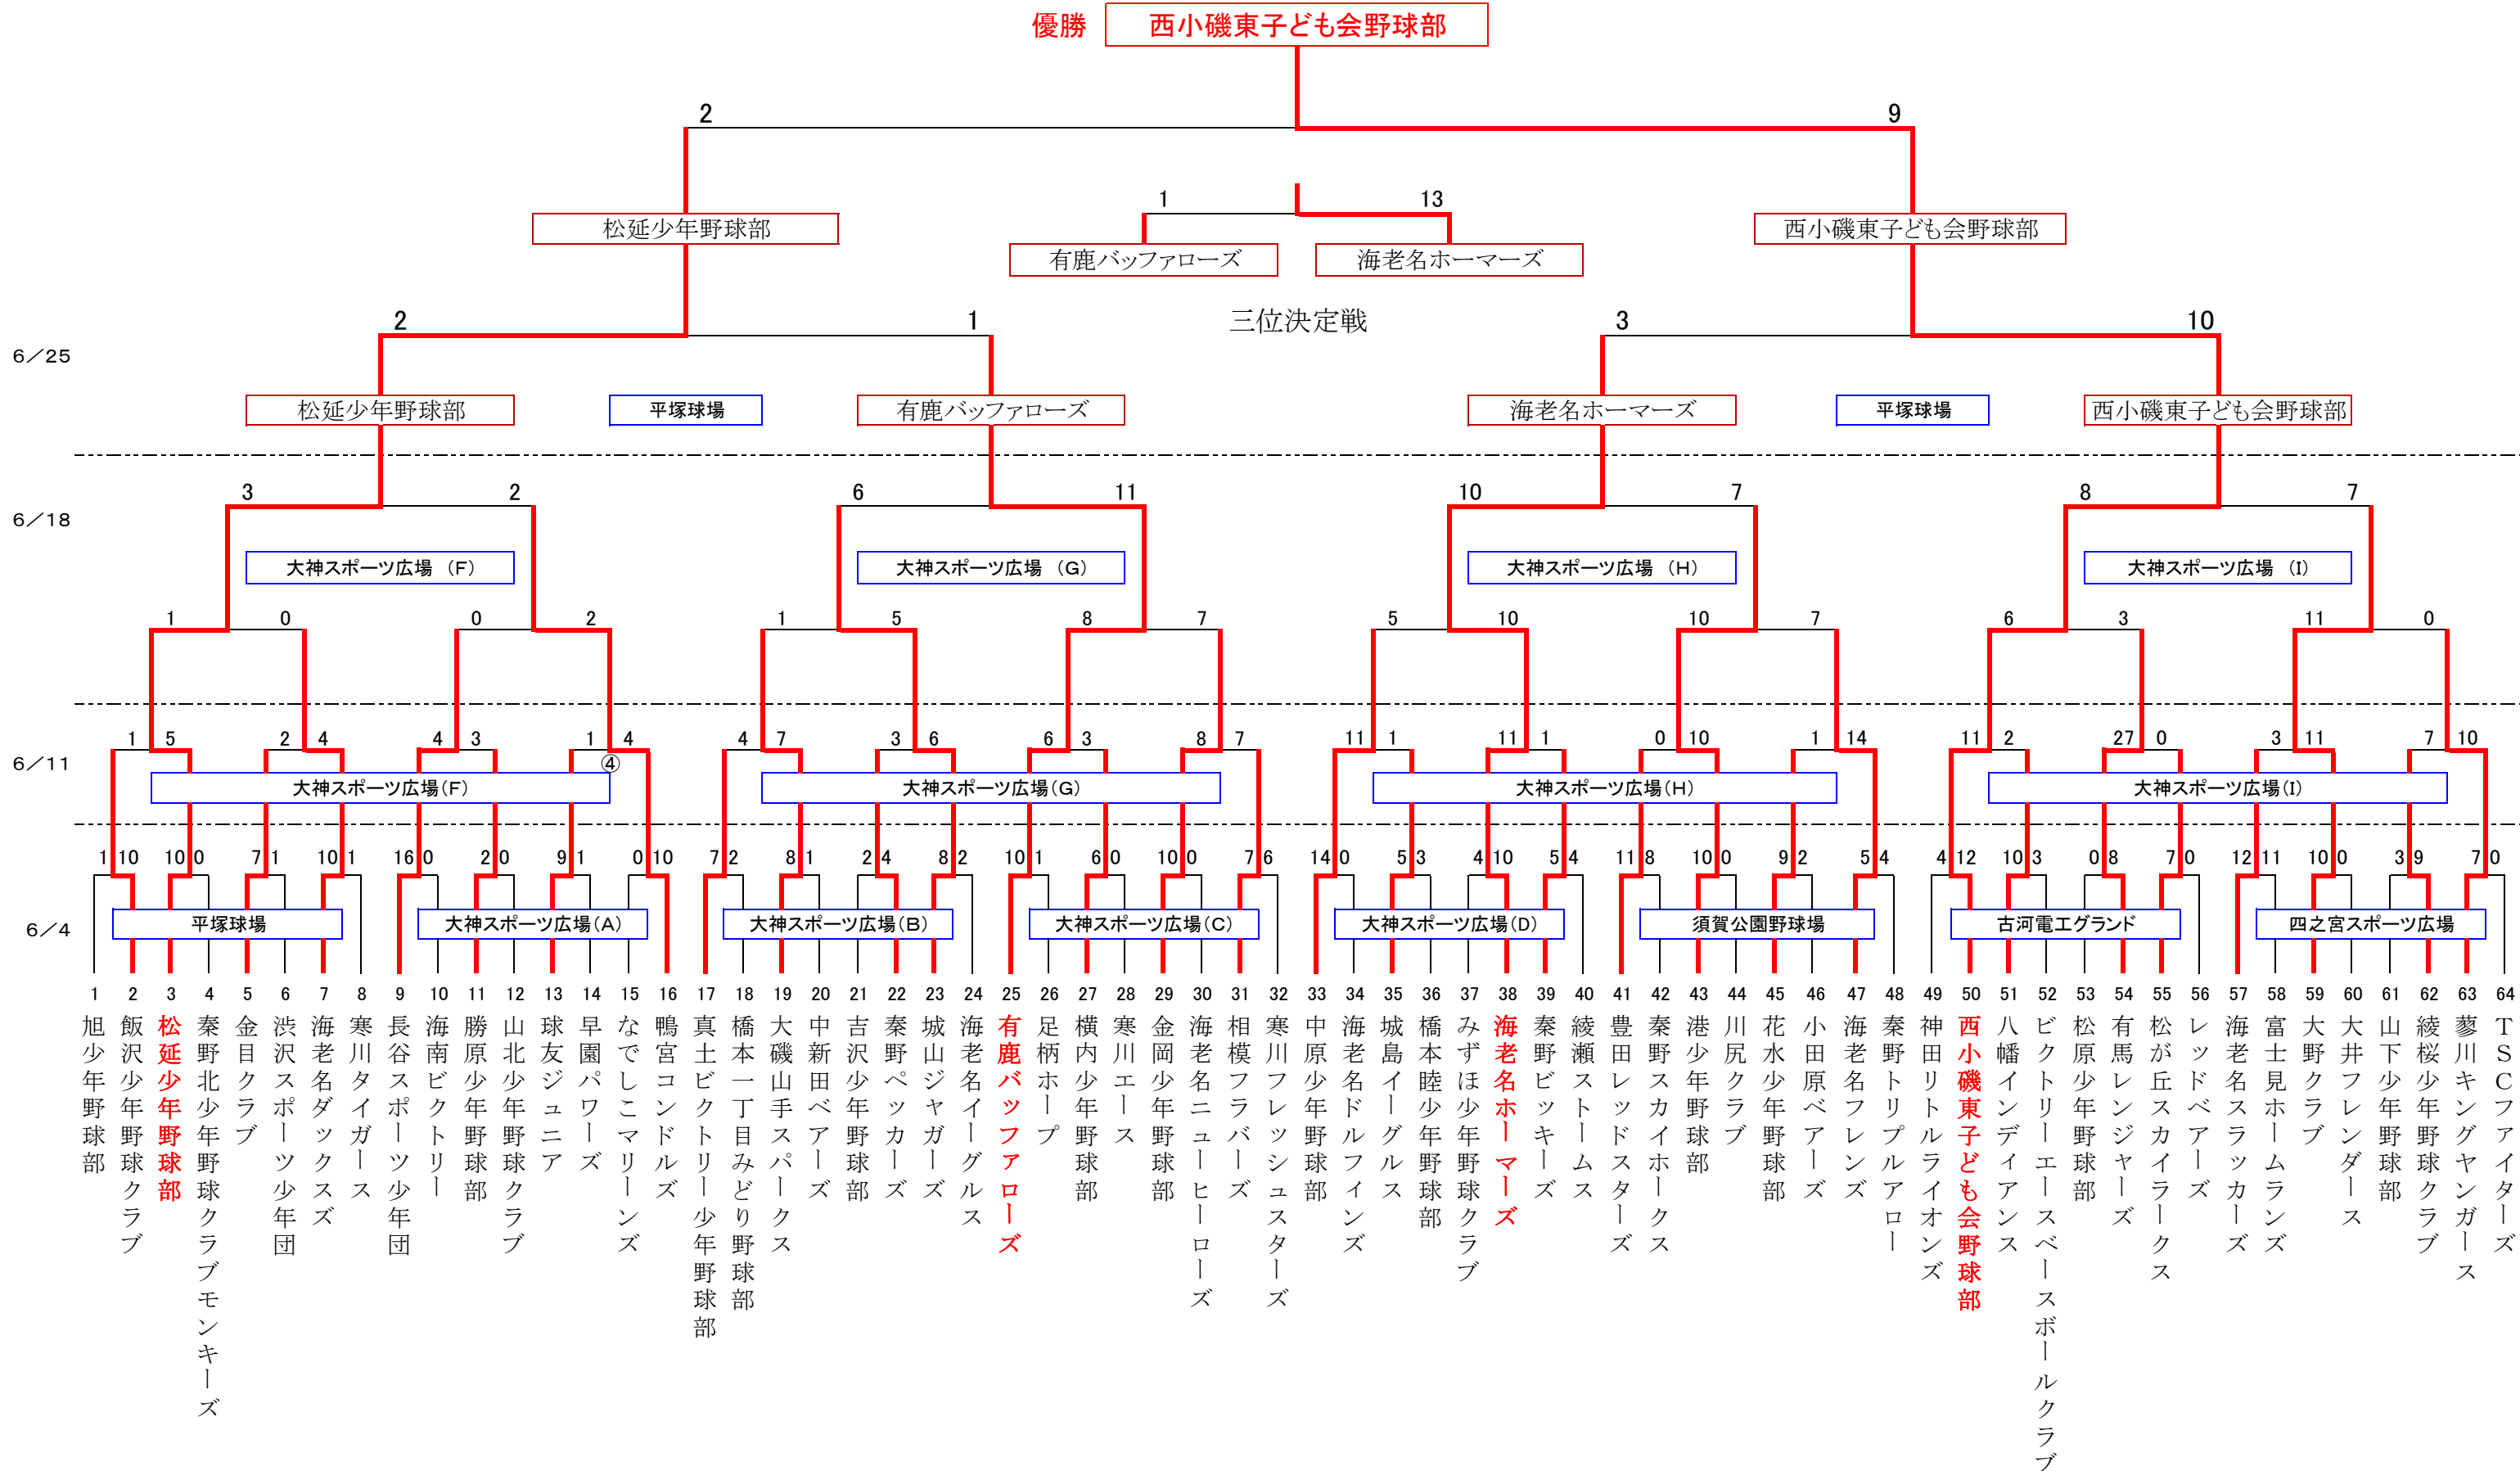 優勝 西小磯東子ども会野球部
2 9
1 13
松延少年野球部 西小磯東子ども会野球部
有鹿バッファローズ 海老名ホーマーズ
2 1 三位決定戦 3 10
6/25
松延少年野球部 平塚球場 有鹿バッファローズ 海老名ホーマーズ 平塚球場 西小磯東子ども会野球部
3 2 6 11 10 7 8 7
6/18
大神スポーツ広場 (F) 大神スポーツ広場 (G) 大神スポーツ広場 (H) 大神スポーツ広場 (I)
1 0 0 2 1 5 8 7 5 10 10 7 6 3 11 0
1 5 2 4 4 3 1 4 4 7 3 6 6 3 8 7 11 1 11 1 0 10 1 14 11 2 27 0 3 11 7 10
6/11 ④
大神スポーツ広場(F) 大神スポーツ広場(G) 大神スポーツ広場(H) 大神スポーツ広場(I)
1 10 10 0 7 1 10 1 16 0 2 0 9 1 0 10 7 2 8 1 2 4 8 2 10 1 6 0 10 0 7 6 14 0 5 3 4 10 5 4 11 8 10 0 9 2 5 4 4 12 10 3 0 8 7 0 12 11 10 0 3 9 7 0
6/4 平塚球場 大神スポーツ広場(A) 大神スポーツ広場(B) 大神スポーツ広場(C) 大神スポーツ広場(D) 須賀公園野球場 古河電工グランド 四之宮スポーツ広場
1 旭少年野球部
2 飯沢少年野球クラブ
3 松延少年野球部
4 秦野北少年野球クラブモンキーズ
5 金目クラブ
6 渋沢スポーツ少年団
7 海老名ダックスズ
8 寒川タイガース
9 長谷スポーツ少年団
10 海南ビクトリー
11 勝原少年野球部
12 山北少年野球クラブ
13 球友ジュニア
14 早園パワーズ
15 なでしこマリーンズ
16 鴨宮コンドルズ
17 真土ビクトリー少年野球部
18 橋本一丁目みどり野球部
19 大磯山手スパークス
20 中新田ベアーズ
21 吉沢少年野球部
22 秦野ペッカーズ
23 城山ジャガーズ
24 海老名イーグルス
25 有鹿バッファローズ
26 足柄ホープ
27 横内少年野球部
28 寒川エース
29 金岡少年野球部
30 海老名ニューヒーローズ
31 相模フラバーズ
32 寒川フレッシュスターズ
33 中原少年野球部
34 海老名ドルフィンズ
35 城島イーグルス
36 橋本睦少年野球部
37 みずほ少年野球クラブ
38 海老名ホーマーズ
39 秦野ビッキーズ
40 綾瀬ストームス
41 豊田レッドスターズ
42 秦野スカイホークス
43 港少年野球部
44 川尻クラブ
45 花水少年野球部
46 小田原ベアーズ
47 海老名フレンズ
48 秦野トリプルアロー
49 神田リトルライオンズ
50 西小磯東子ども会野球部
51 八幡インディアンス
52 ビクトリーエースベースボールクラブ
53 松原少年野球部
54 有馬レンジャーズ
55 松が丘スカイラークス
56 レッドベアーズ
57 海老名スラッカーズ
58 富士見ホームランズ
59 大野クラブ
60 大井フレンダース
61 山下少年野球部
62 綾桜少年野球クラブ
63 蓼川キングヤンガース
64 TSCファイターズ